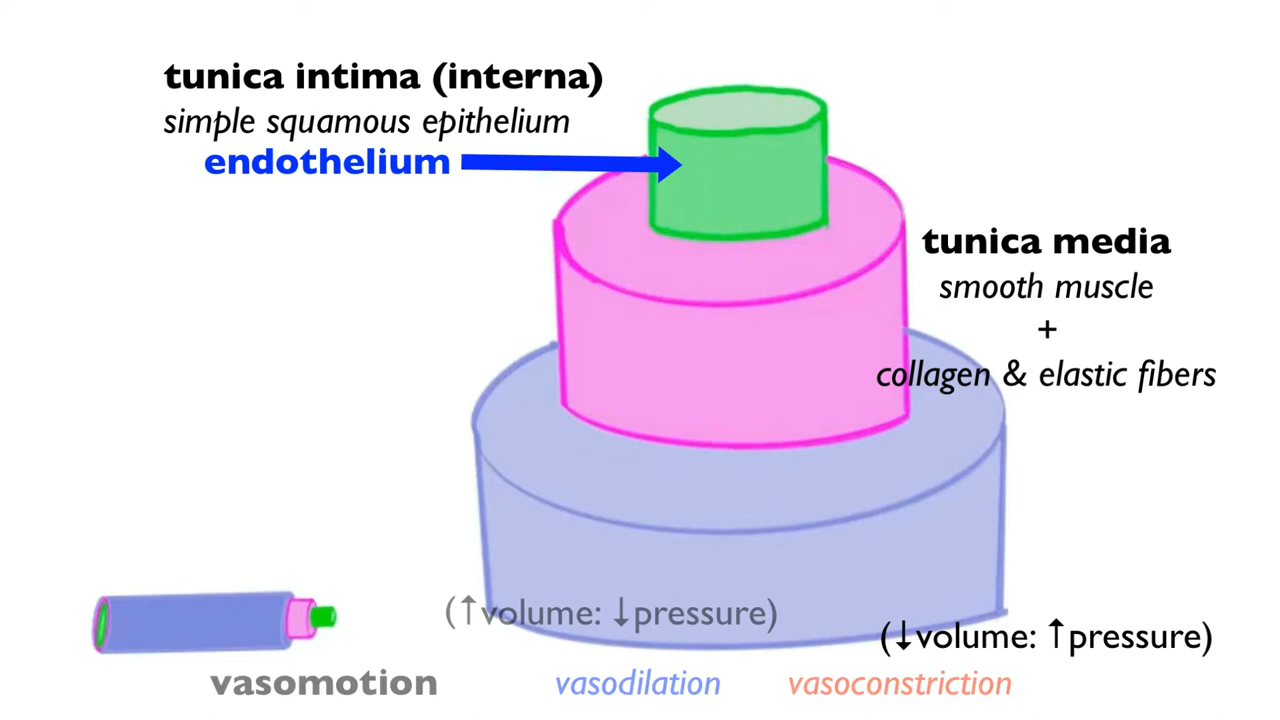 tunica intima (interna)
simple squamous epithelium
endothelium
tunica media
smooth muscle
+
collagen & elastic fibers
(↑volume: ↓pressure)
(↓volume: ↑pressure)
vasomotion
vasodilation
vasoconstriction